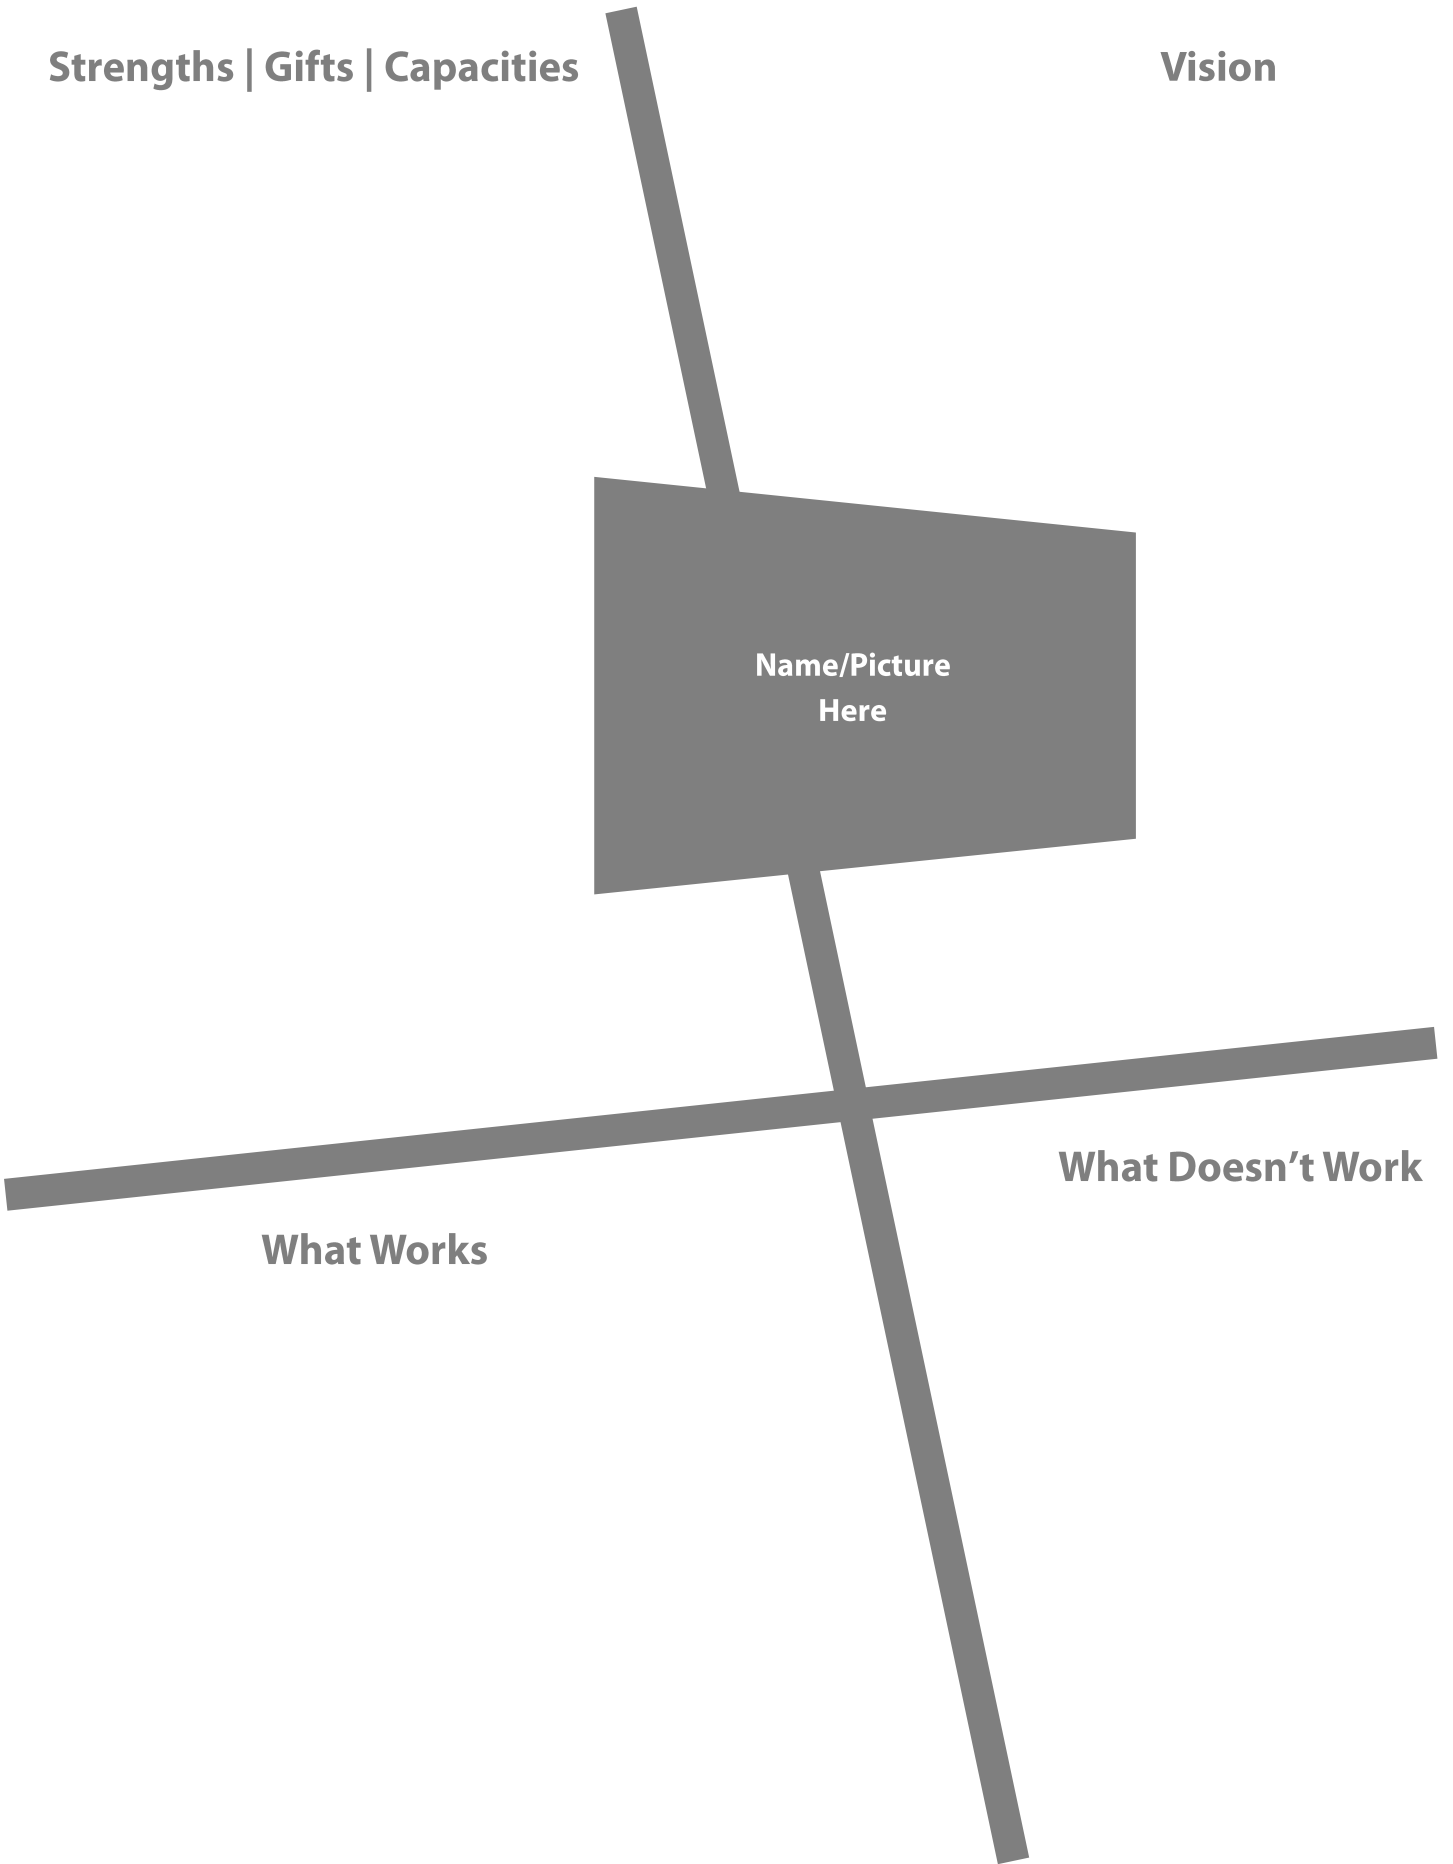 Strengths | Gifts | Capacities
Vision
Name/Picture
Here
What Doesn’t Work
What Works